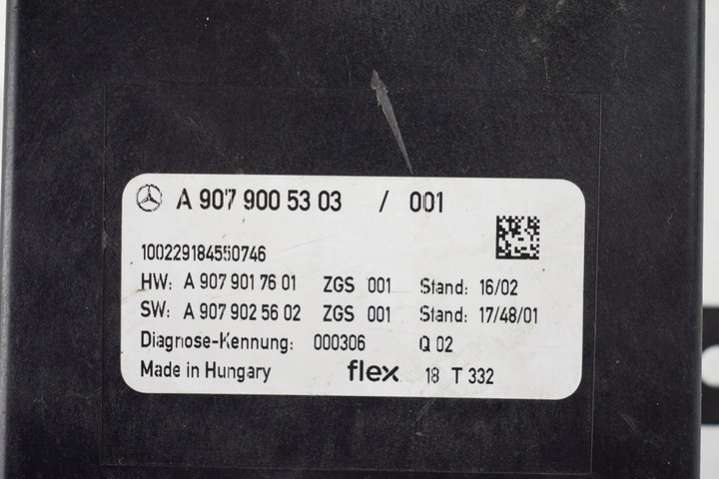 A 907 900 53 03 / 001
100229184550746
HW: A 907 901 76 01 ZGS 001 Stand: 16/02
SW: A 907 902 56 02 ZGS 001 Stand: 17/48/01
Diagnose-Kennung: 000306 Q 02
Made in Hungary flex 18 T 332